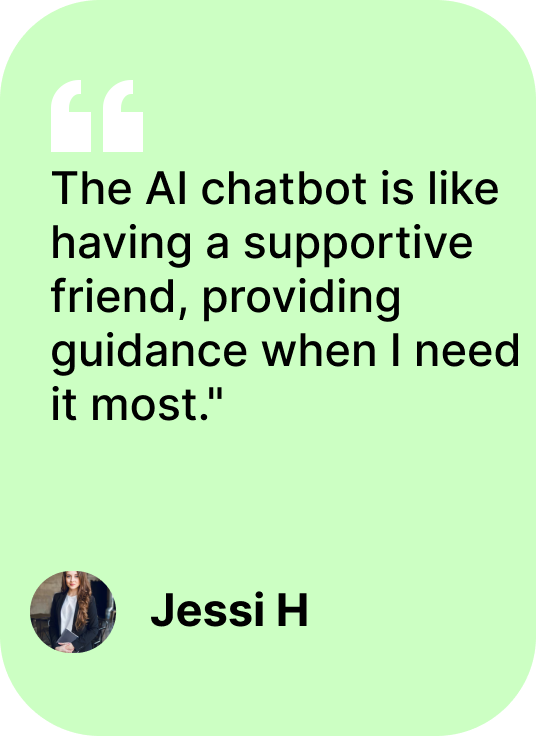 The AI chatbot is like
having a supportive
friend, providing
guidance when I need
it most."
Jessi H